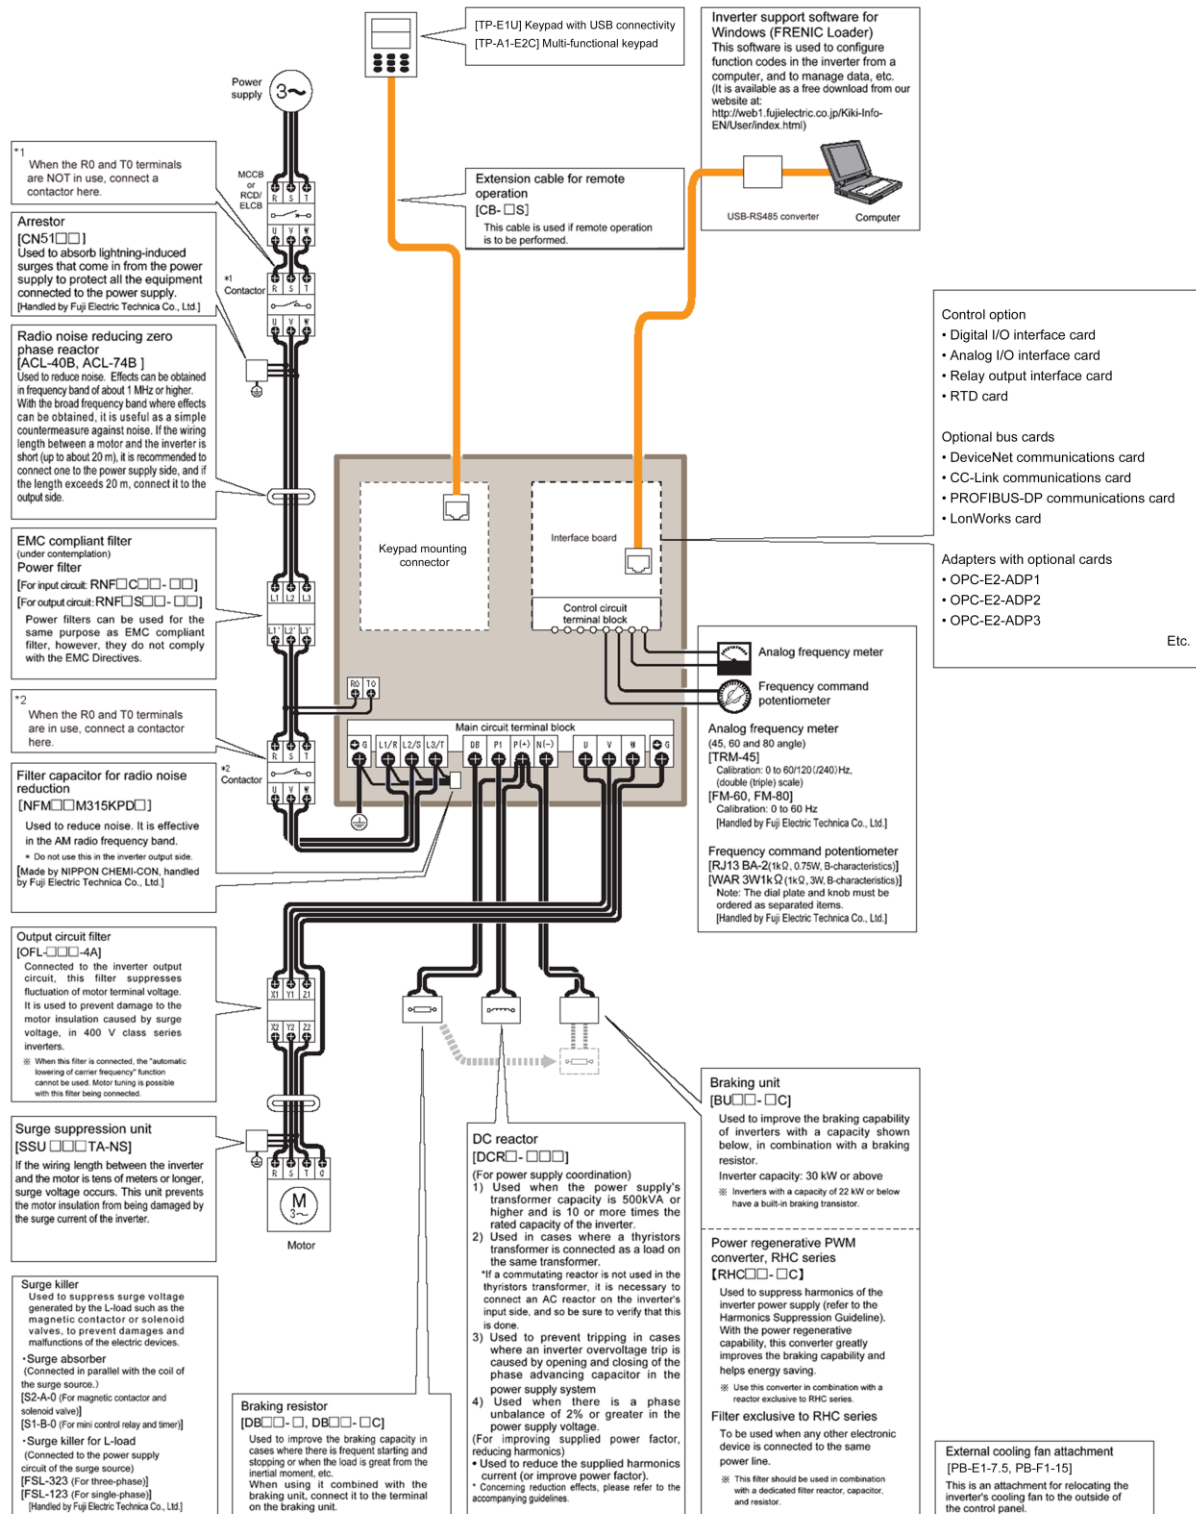 [TP-E1U] Keypad with USB connectivity
[TP-A1-E2C] Multi-functional keypad
Inverter support software for
Windows (FRENIC Loader)
This software is used to configure
function codes in the inverter from a
computer, and to manage data, etc.
(It is available as a free download from our
website at:
http://web1.fujielectric.co.jp/Kiki-Info-
EN/User/index.html)
USB-RS485 converter
Computer
Power
supply
3~
MCCB
or
RCD/
ELCB
R S T
U V W
*1
When the R0 and T0 terminals
are NOT in use, connect a
contactor here.
Extension cable for remote
operation
[CB-□S]
This cable is used if remote operation
is to be performed.
Arrestor
[CN51□□]
Used to absorb lightning-induced
surges that come in from the power
supply to protect all the equipment
connected to the power supply.
[Handled by Fuji Electric Technica Co., Ltd.]
*1
Contactor
R S T
U V W
Radio noise reducing zero
phase reactor
[ACL-40B, ACL-74B ]
Used to reduce noise. Effects can be obtained
in frequency band of about 1 MHz or higher.
With the broad frequency band where effects
can be obtained, it is useful as a simple
countermeasure against noise. If the wiring
length between a motor and the inverter is
short (up to about 20 m), it is recommended to
connect one to the power supply side, and if
the length exceeds 20 m, connect it to the
output side.
Control option
• Digital I/O interface card
• Analog I/O interface card
• Relay output interface card
• RTD card
Optional bus cards
• DeviceNet communications card
• CC-Link communications card
• PROFIBUS-DP communications card
• LonWorks card
Adapters with optional cards
• OPC-E2-ADP1
• OPC-E2-ADP2
• OPC-E2-ADP3
Etc.
EMC compliant filter
(under contemplation)
Power filter
[For input circuit: RNF□C□□-□□]
[For output circuit: RNF□S□□-□□]
Power filters can be used for the
same purpose as EMC compliant
filter, however, they do not comply
with the EMC Directives.
L1 L2 L3
L1' L2' L3'
Keypad mounting
connector
Interface board
Control circuit
terminal block
Analog frequency meter
Frequency command
potentiometer
R0 T0
Main circuit terminal block
G L1/R L2/S L3/T DB P1 P(+) N(-) U V W G
*2
When the R0 and T0 terminals
are in use, connect a contactor
here.
R S T
*2
Contactor
U V W
Filter capacitor for radio noise
reduction
[NFM□□M315KPD□]
Used to reduce noise. It is effective
in the AM radio frequency band.
* Do not use this in the inverter output side.
[Made by NIPPON CHEMI-CON, handled
by Fuji Electric Technica Co., Ltd.]
Analog frequency meter
(45, 60 and 80 angle)
[TRM-45]
Calibration: 0 to 60/120(/240)Hz,
(double (triple) scale)
[FM-60, FM-80]
Calibration: 0 to 60 Hz
[Handled by Fuji Electric Technica Co., Ltd.]
Frequency command potentiometer
[RJ13 BA-2(1kΩ, 0.75W, B-characteristics)]
[WAR 3W1kΩ(1kΩ, 3W, B-characteristics)]
Note: The dial plate and knob must be
ordered as separated items.
[Handled by Fuji Electric Technica Co., Ltd.]
Output circuit filter
[OFL-□□□-4A]
Connected to the inverter output
circuit, this filter suppresses
fluctuation of motor terminal voltage.
It is used to prevent damage to the
motor insulation caused by surge
voltage, in 400 V class series
inverters.
※ When this filter is connected, the "automatic
lowering of carrier frequency" function
cannot be used. Motor tuning is possible
with this filter being connected.
X1 Y1 Z1
X2 Y2 Z2
Surge suppression unit
[SSU □□□TA-NS]
If the wiring length between the inverter
and the motor is tens of meters or longer,
surge voltage occurs. This unit prevents
the motor insulation from being damaged by
the surge current of the inverter.
R S T G
M
3~
Motor
Surge killer
Used to suppress surge voltage
generated by the L-load such as the
magnetic contactor or solenoid
valves, to prevent damages and
malfunctions of the electric devices.
・Surge absorber
(Connected in parallel with the coil of
the surge source.)
[S2-A-0 (For magnetic contactor and
solenoid valve)]
[S1-B-0 (For mini control relay and timer)]
・Surge killer for L-load
(Connected to the power supply
circuit of the surge source)
[FSL-323 (For three-phase)]
[FSL-123 (For single-phase)]
[Handled by Fuji Electric Technica Co., Ltd.]
Braking resistor
[DB□□-□, DB□□-□C]
Used to improve the braking capacity in
cases where there is frequent starting and
stopping or when the load is great from the
inertial moment, etc.
When using it combined with the
braking unit, connect it to the terminal
on the braking unit.
DC reactor
[DCR□-□□□]
(For power supply coordination)
1) Used when the power supply's
transformer capacity is 500kVA or
higher and is 10 or more times the
rated capacity of the inverter.
2) Used in cases where a thyristors
transformer is connected as a load on
the same transformer.
*If a commutating reactor is not used in the
thyristors transformer, it is necessary to
connect an AC reactor on the inverter's
input side, and so be sure to verify that this
is done.
3) Used to prevent tripping in cases
where an inverter overvoltage trip is
caused by opening and closing of the
phase advancing capacitor in the
power supply system
4) Used when there is a phase
unbalance of 2% or greater in the
power supply voltage.
(For improving supplied power factor,
reducing harmonics)
• Used to reduce the supplied harmonics
current (or improve power factor).
* Concerning reduction effects, please refer to the
accompanying guidelines.
Braking unit
[BU□□-□C]
Used to improve the braking capability
of inverters with a capacity shown
below, in combination with a braking
resistor.
Inverter capacity: 30 kW or above
※ Inverters with a capacity of 22 kW or below
have a built-in braking transistor.
Power regenerative PWM
converter, RHC series
【RHC□□-□C】
Used to suppress harmonics of the
inverter power supply (refer to the
Harmonics Suppression Guideline).
With the power regenerative
capability, this converter greatly
improves the braking capability and
helps energy saving.
※ Use this converter in combination with a
reactor exclusive to RHC series.
Filter exclusive to RHC series
To be used when any other electronic
device is connected to the same
power line.
※ This filter should be used in combination
with a dedicated filter reactor, capacitor,
and resistor.
External cooling fan attachment
[PB-E1-7.5, PB-F1-15]
This is an attachment for relocating the
inverter's cooling fan to the outside of
the control panel.